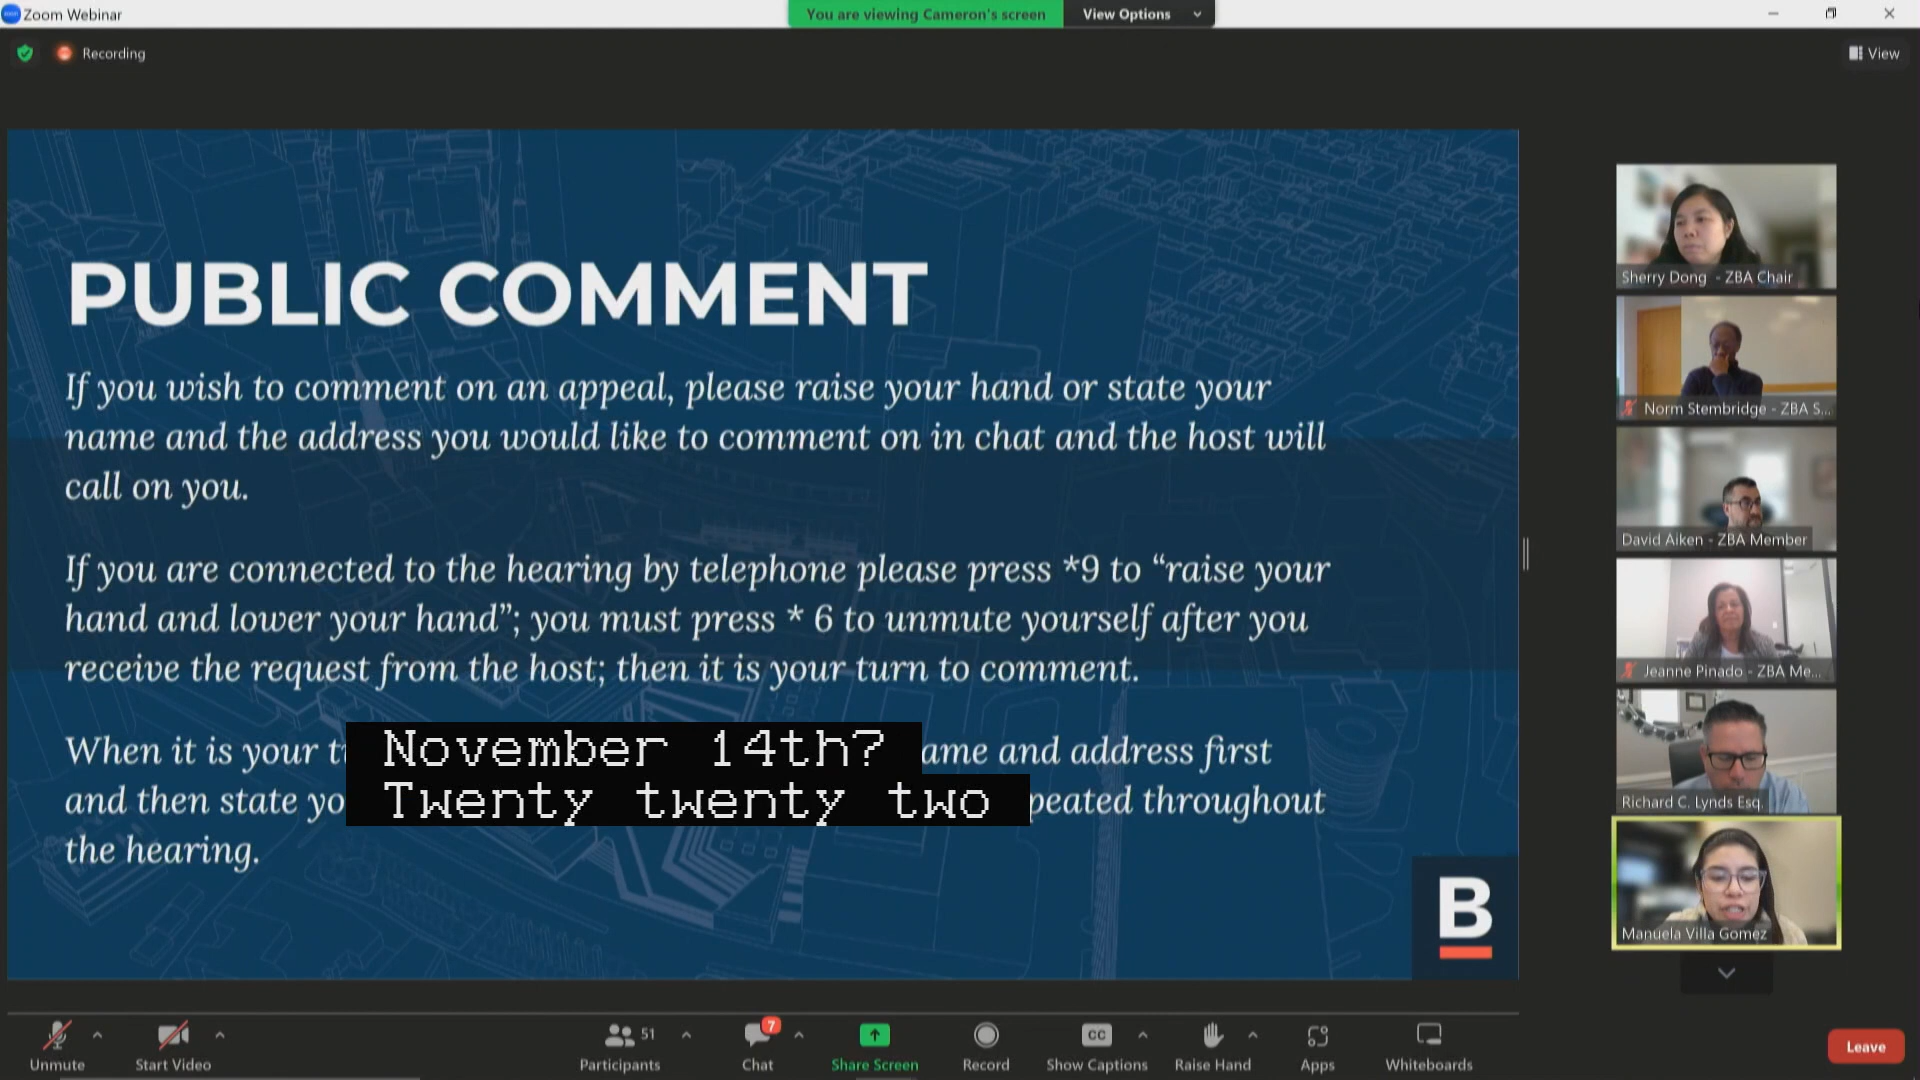 Zoom Webinar
You are viewing Cameron's screen
View Options
Recording
View
PUBLIC COMMENT
If you wish to comment on an appeal, please raise your hand or state your
name and the address you would like to comment on in chat and the host will
call on you.
If you are connected to the hearing by telephone please press *9 to “raise your
hand and lower your hand”; you must press * 6 to unmute yourself after you
receive the request from the host; then it is your turn to comment.
When it is your ame and address first
and then state yo peated throughout
the hearing.
November 14th?
Twenty twenty two
B
Sherry Dong - ZBA Chair
Norm Stembridge - ZBA S...
David Aiken - ZBA Member
Jeanne Pinado - ZBA Me...
Richard C. Lynds Esq.
Manuela Villa Gomez
Unmute
Start Video
51
Participants
7
Chat
Share Screen
Record
CC
Show Captions
Raise Hand
Apps
Whiteboards
Leave